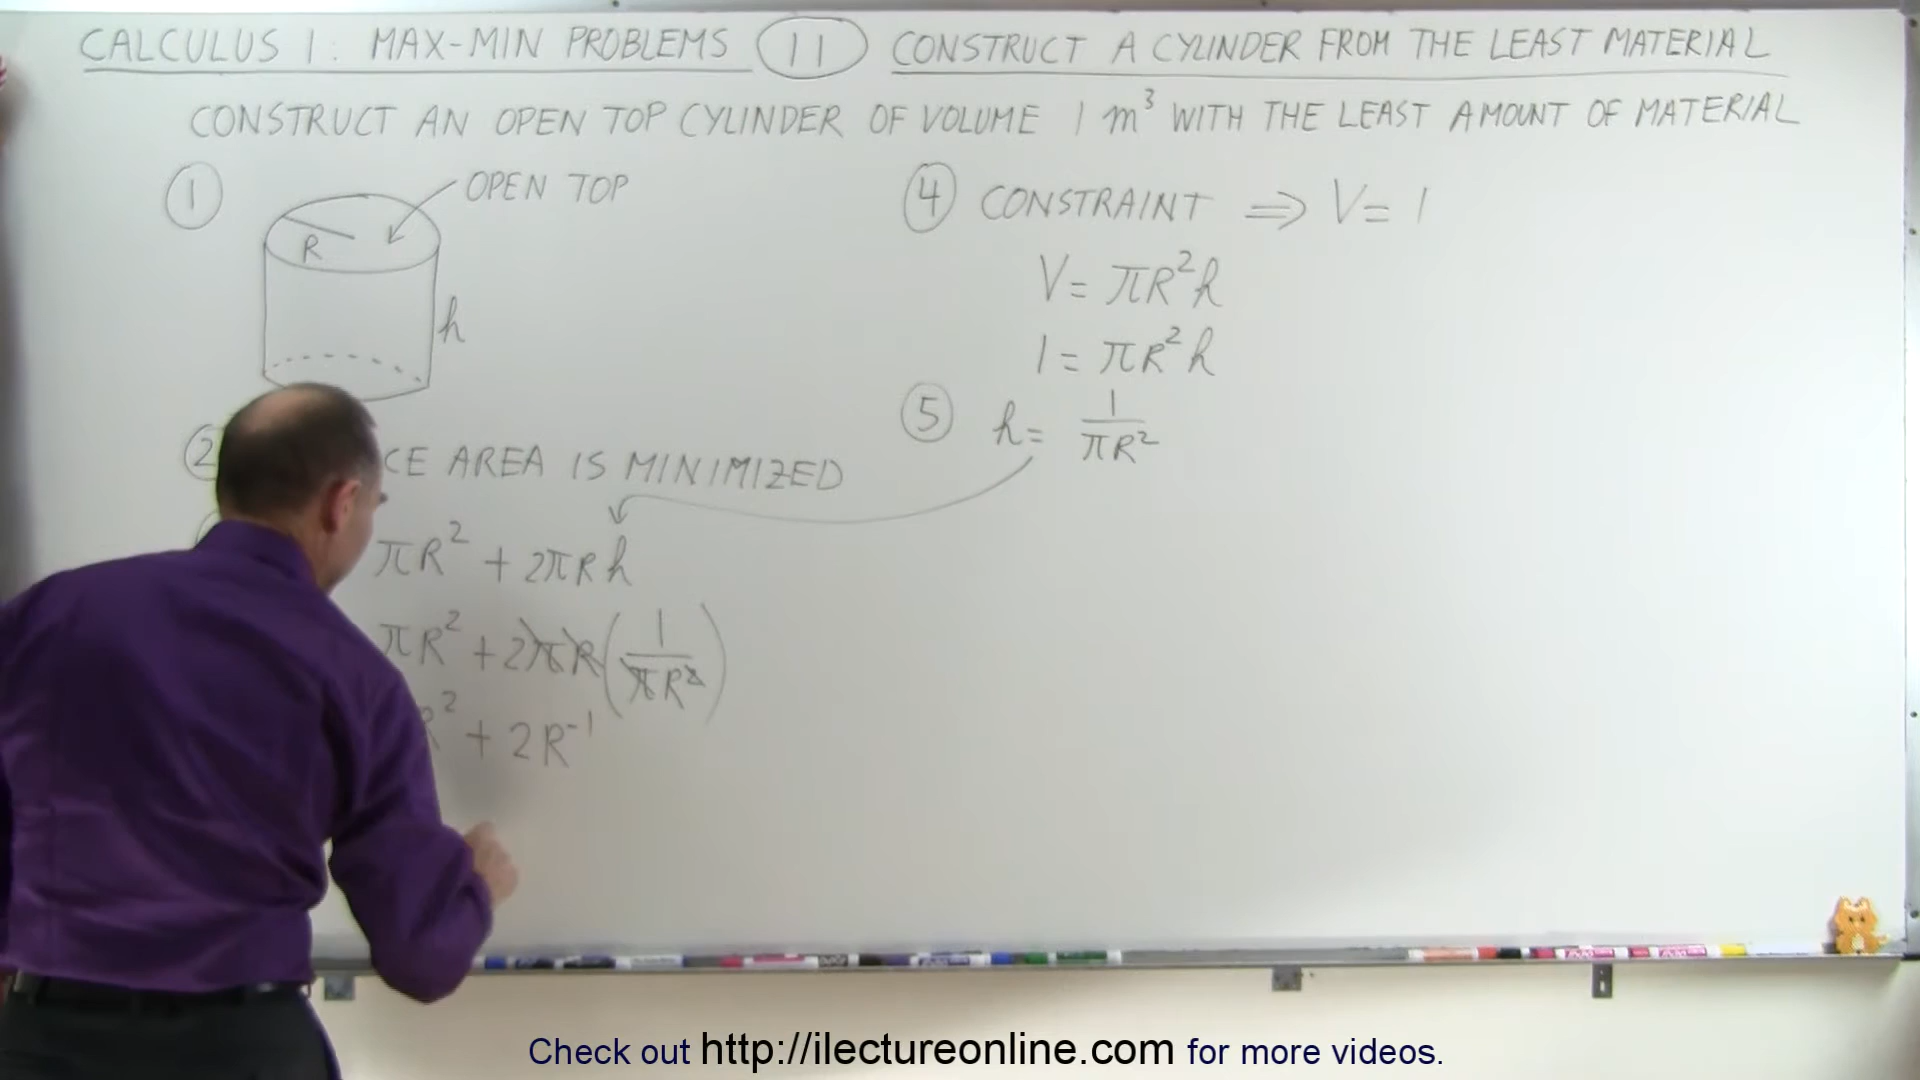 CALCULUS 1: MAX-MIN PROBLEMS 11 CONSTRUCT A CYLINDER FROM THE LEAST MATERIAL
CONSTRUCT AN OPEN TOP CYLINDER OF VOLUME 1 m³ WITH THE LEAST AMOUNT OF MATERIAL
1
OPEN TOP
R
h
2 CE AREA IS MINIMIZED
πR² + 2πRh
πR² + 2πR(1/πR²)
R² + 2R⁻¹
4 CONSTRAINT ⇒ V = 1
V = πR²h
1 = πR²h
5 h = 1/πR²
Check out http://ilectureonline.com for more videos.